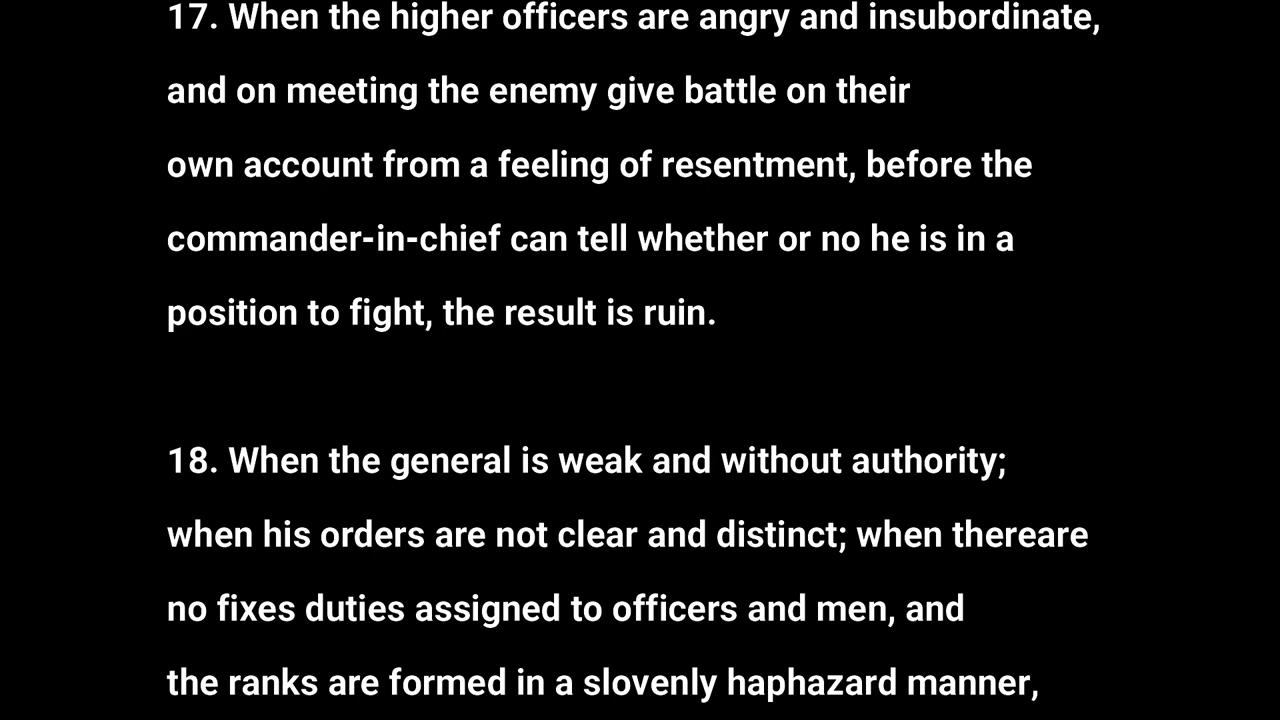 17. When the higher officers are angry and insubordinate,
and on meeting the enemy give battle on their
own account from a feeling of resentment, before the
commander-in-chief can tell whether or no he is in a
position to fight, the result is ruin.
18. When the general is weak and without authority;
when his orders are not clear and distinct; when thereare
no fixes duties assigned to officers and men, and
the ranks are formed in a slovenly haphazard manner,